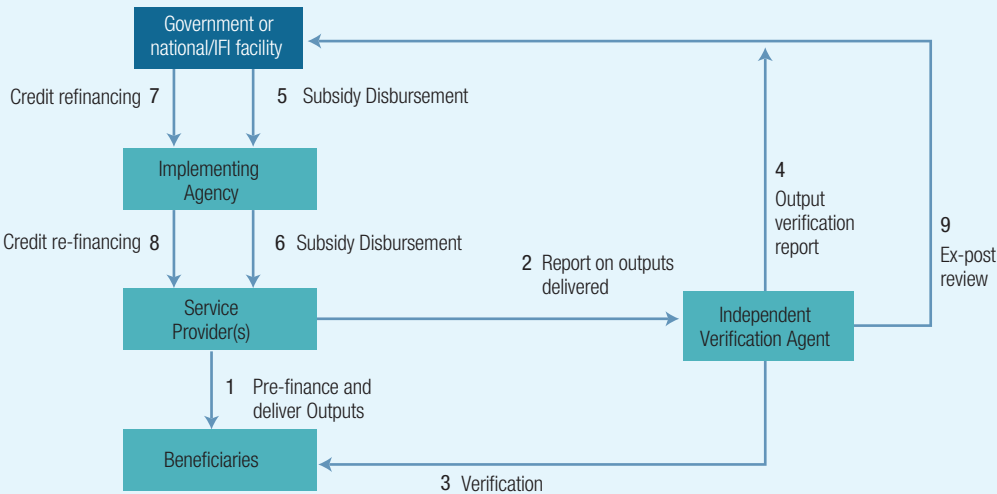 Government or
national/IFI facility
Credit refinancing 7
5 Subsidy Disbursement
Implementing
Agency
4
Output
verification
report
9
Ex-post
review
Credit re-financing 8
6 Subsidy Disbursement
2 Report on outputs
delivered
Service
Provider(s)
Independent
Verification Agent
1 Pre-finance and
deliver Outputs
Beneficiaries
3 Verification